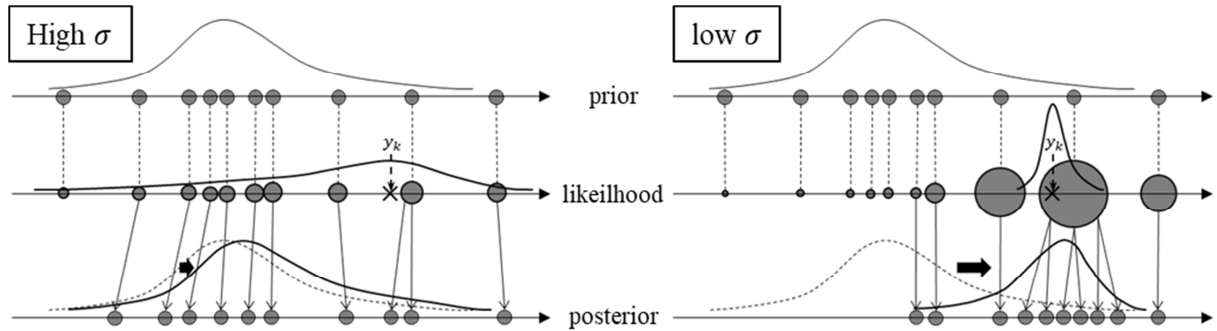 High σ
low σ
prior
y_k
y_k
likeilhood
posterior